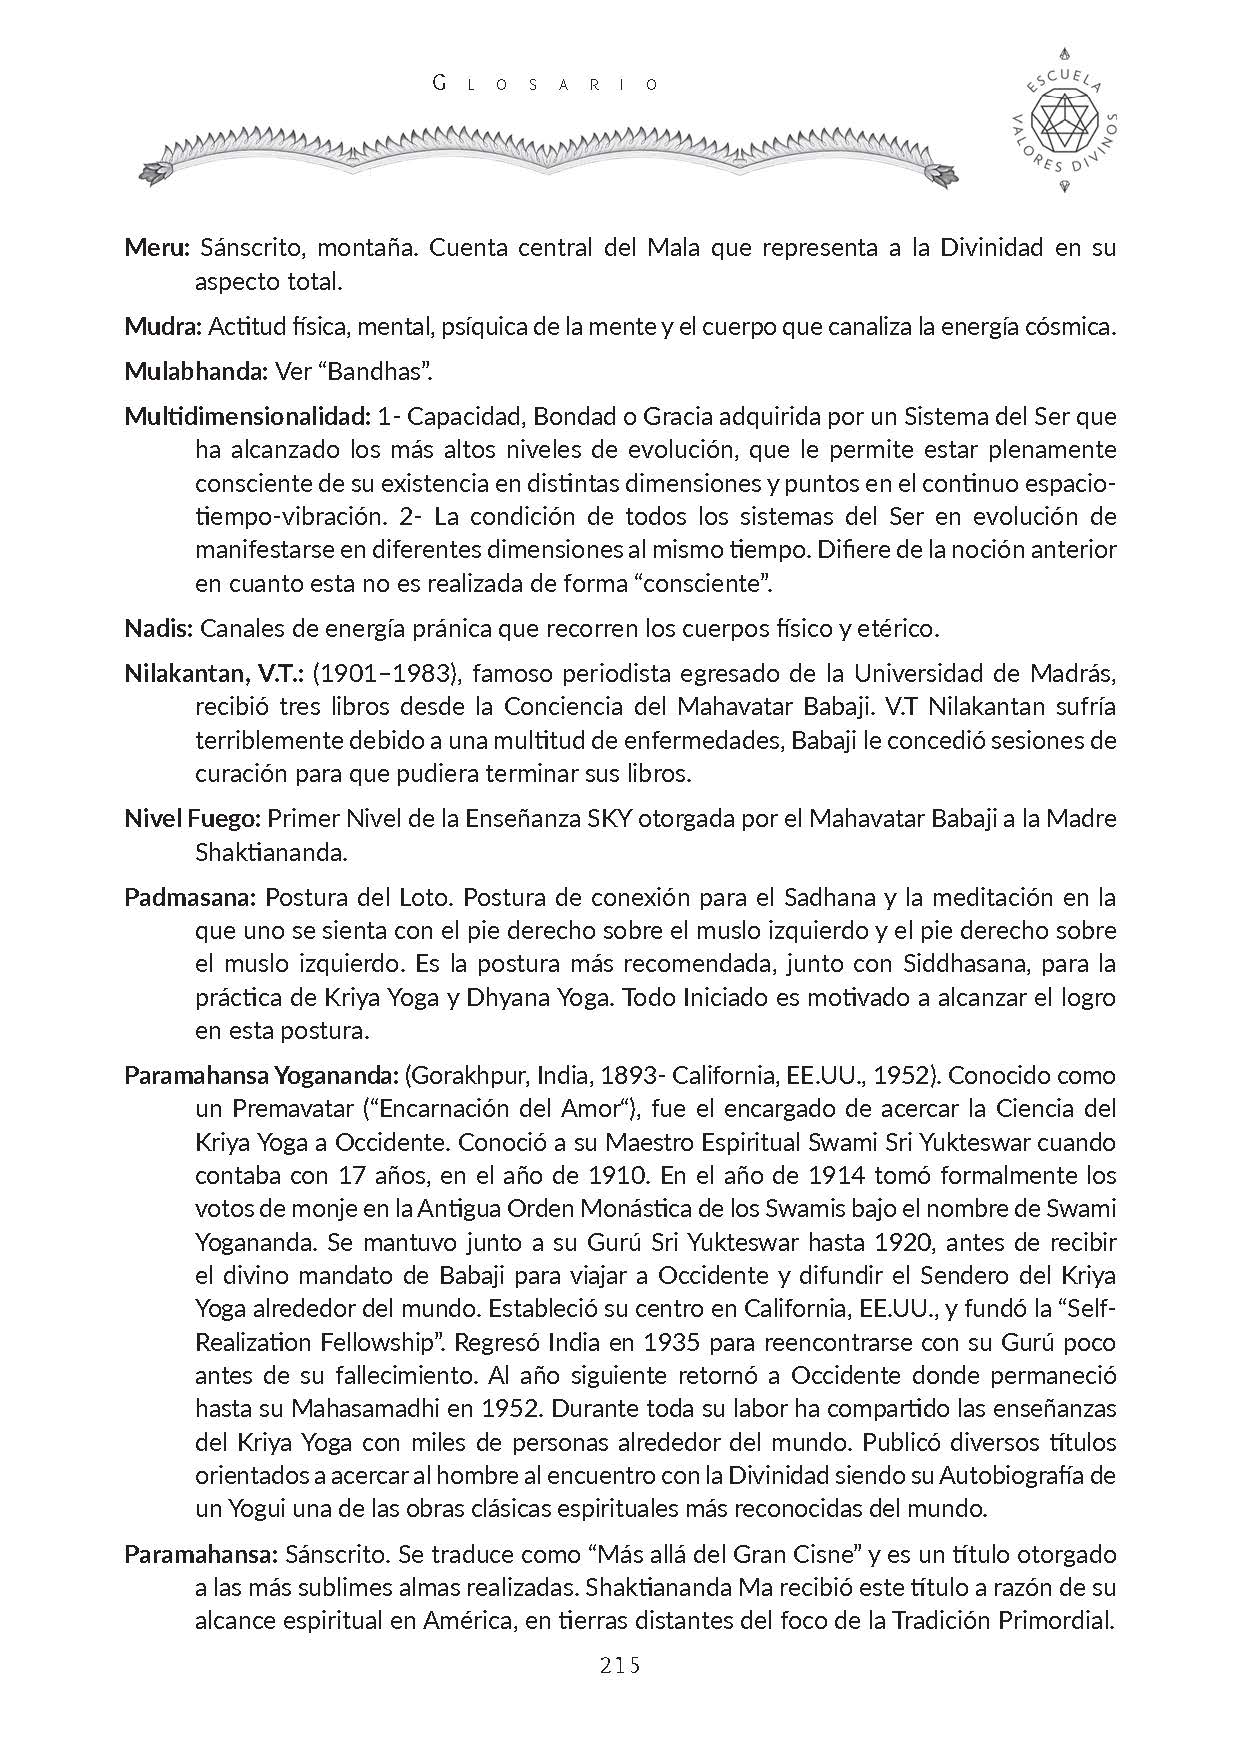 Glosario
ESCUELA
VALORES DIVINOS
Meru: Sánscrito, montaña. Cuenta central del Mala que representa a la Divinidad en su
aspecto total.
Mudra: Actitud física, mental, psíquica de la mente y el cuerpo que canaliza la energía cósmica.
Mulabhanda: Ver “Bandhas”.
Multidimensionalidad: 1- Capacidad, Bondad o Gracia adquirida por un Sistema del Ser que
ha alcanzado los más altos niveles de evolución, que le permite estar plenamente
consciente de su existencia en distintas dimensiones y puntos en el continuo espacio-
tiempo-vibración. 2- La condición de todos los sistemas del Ser en evolución de
manifestarse en diferentes dimensiones al mismo tiempo. Difiere de la noción anterior
en cuanto esta no es realizada de forma “consciente”.
Nadis: Canales de energía pránica que recorren los cuerpos físico y etérico.
Nilakantan, V.T.: (1901–1983), famoso periodista egresado de la Universidad de Madrás,
recibió tres libros desde la Conciencia del Mahavatar Babaji. V.T Nilakantan sufría
terriblemente debido a una multitud de enfermedades, Babaji le concedió sesiones de
curación para que pudiera terminar sus libros.
Nivel Fuego: Primer Nivel de la Enseñanza SKY otorgada por el Mahavatar Babaji a la Madre
Shaktiananda.
Padmasana: Postura del Loto. Postura de conexión para el Sadhana y la meditación en la
que uno se sienta con el pie derecho sobre el muslo izquierdo y el pie derecho sobre
el muslo izquierdo. Es la postura más recomendada, junto con Siddhasana, para la
práctica de Kriya Yoga y Dhyana Yoga. Todo Iniciado es motivado a alcanzar el logro
en esta postura.
Paramahansa Yogananda: (Gorakhpur, India, 1893- California, EE.UU., 1952). Conocido como
un Premavatar (“Encarnación del Amor“), fue el encargado de acercar la Ciencia del
Kriya Yoga a Occidente. Conoció a su Maestro Espiritual Swami Sri Yukteswar cuando
contaba con 17 años, en el año de 1910. En el año de 1914 tomó formalmente los
votos de monje en la Antigua Orden Monástica de los Swamis bajo el nombre de Swami
Yogananda. Se mantuvo junto a su Gurú Sri Yukteswar hasta 1920, antes de recibir
el divino mandato de Babaji para viajar a Occidente y difundir el Sendero del Kriya
Yoga alrededor del mundo. Estableció su centro en California, EE.UU., y fundó la “Self-
Realization Fellowship”. Regresó India en 1935 para reencontrarse con su Gurú poco
antes de su fallecimiento. Al año siguiente retornó a Occidente donde permaneció
hasta su Mahasamadhi en 1952. Durante toda su labor ha compartido las enseñanzas
del Kriya Yoga con miles de personas alrededor del mundo. Publicó diversos títulos
orientados a acercar al hombre al encuentro con la Divinidad siendo su Autobiografía de
un Yogui una de las obras clásicas espirituales más reconocidas del mundo.
Paramahansa: Sánscrito. Se traduce como “Más allá del Gran Cisne” y es un título otorgado
a las más sublimes almas realizadas. Shaktiananda Ma recibió este título a razón de su
alcance espiritual en América, en tierras distantes del foco de la Tradición Primordial.
215